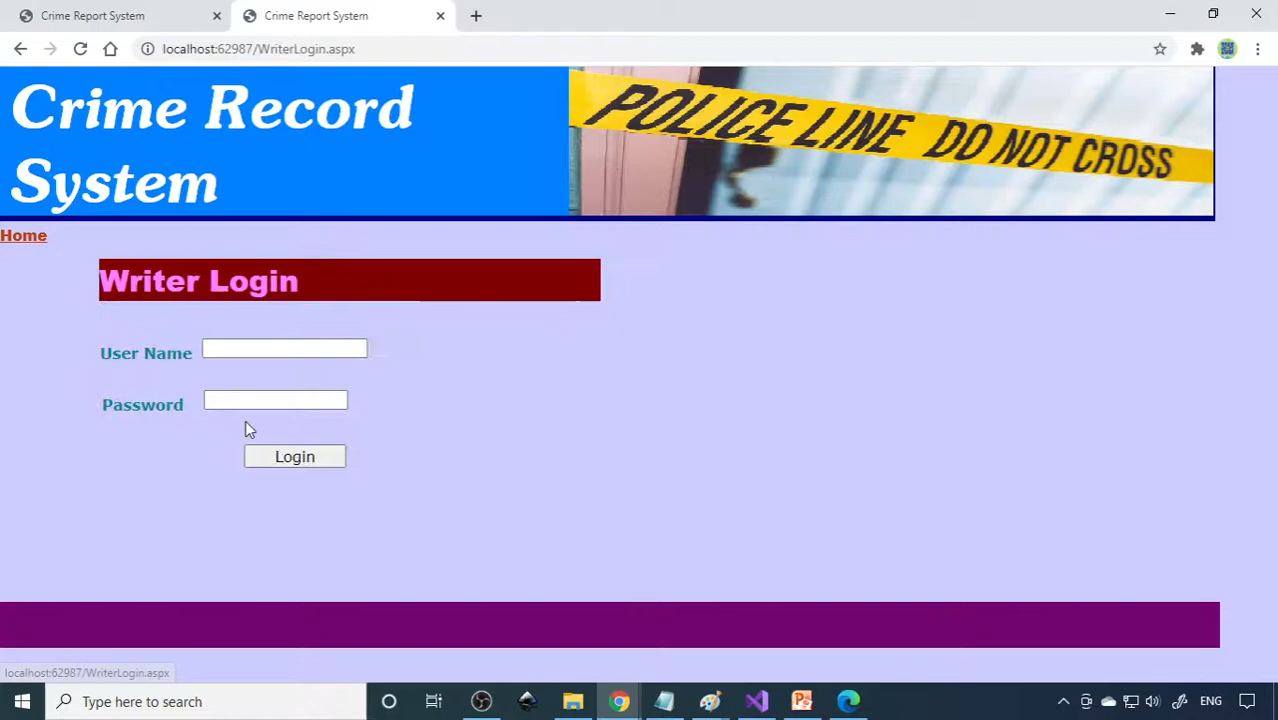 Crime Report System
Crime Report System
localhost:62987/WriterLogin.aspx
Crime Record
System
POLICE LINE DO NOT CROSS
Home
Writer Login
User Name
Password
Login
localhost:62987/WriterLogin.aspx
Type here to search
ENG